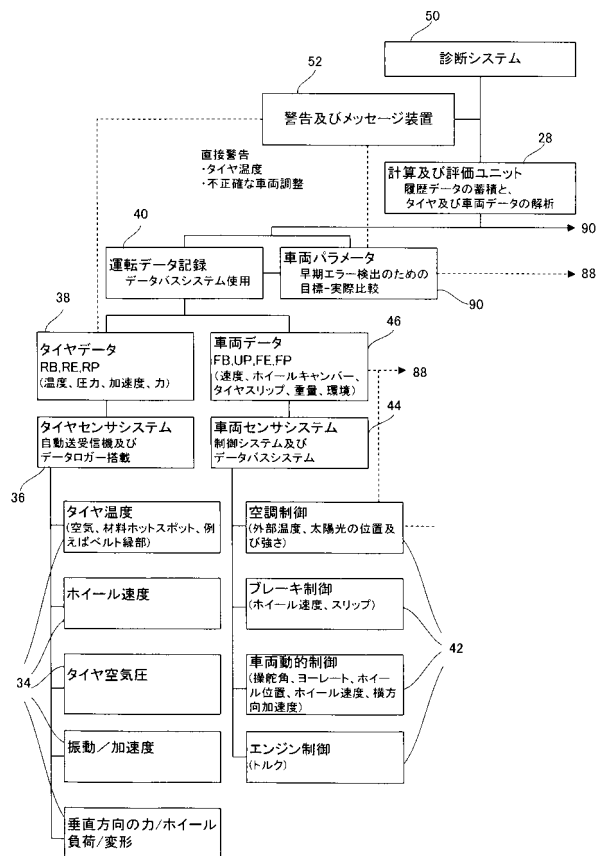 50
診断システム
52
警告及びメッセージ装置
直接警告
・タイヤ温度
・不正確な車両調整
28
計算及び評価ユニット
履歴データの蓄積と、
タイヤ及び車両データの解析
90
40
運転データ記録
データバスシステム使用
車両パラメータ
早期エラー検出のための
目標-実際比較
88
90
38
タイヤデータ
RB,RE,RP
(温度、圧力、加速度、力)
車両データ
FB,UP,FE,FP
(速度、ホイールキャンバー、
タイヤスリップ、重量、環境)
46
88
タイヤセンサシステム
自動送受信機及び
データロガー搭載
36
車両センサシステム
制御システム及び
データバスシステム
44
タイヤ温度
(空気、材料ホットスポット、例
えばベルト縁部)
ホイール速度
タイヤ空気圧
振動/加速度
垂直方向の力/ホイール
負荷/変形
34
空調制御
(外部温度、太陽光の位置及
び強さ)
ブレーキ制御
(ホイール速度、スリップ)
車両動的制御
(操舵角、ヨーレート、ホイー
ル位置、ホイール速度、横方
向加速度)
エンジン制御
(トルク)
42